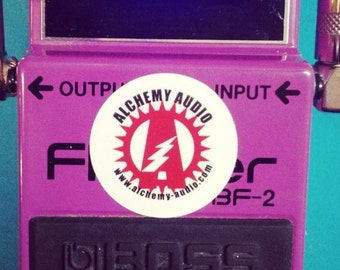 ← OUTPUT INPUT ←
ALCHEMY AUDIO
A
www.alchemy-audio.com
BF-2
BOSS